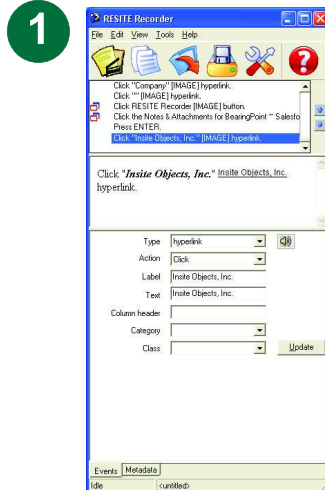 1
RESITE Recorder
File Edit View Tools Help
Click "Company" [IMAGE] hyperlink.
Click "" [IMAGE] hyperlink.
Click RESITE Recorder [IMAGE] button.
Click the Notes & Attachments for BearingPoint ~ Salesfo
Press ENTER.
Click "Insite Objects, Inc." [IMAGE] hyperlink.
Click "Insite Objects, Inc." Insite Objects, Inc.
hyperlink.
Type hyperlink
Action Click
Label Insite Objects, Inc.
Text Insite Objects, Inc.
Column header
Category
Class Update
Events Metadata
Idle <untitled>